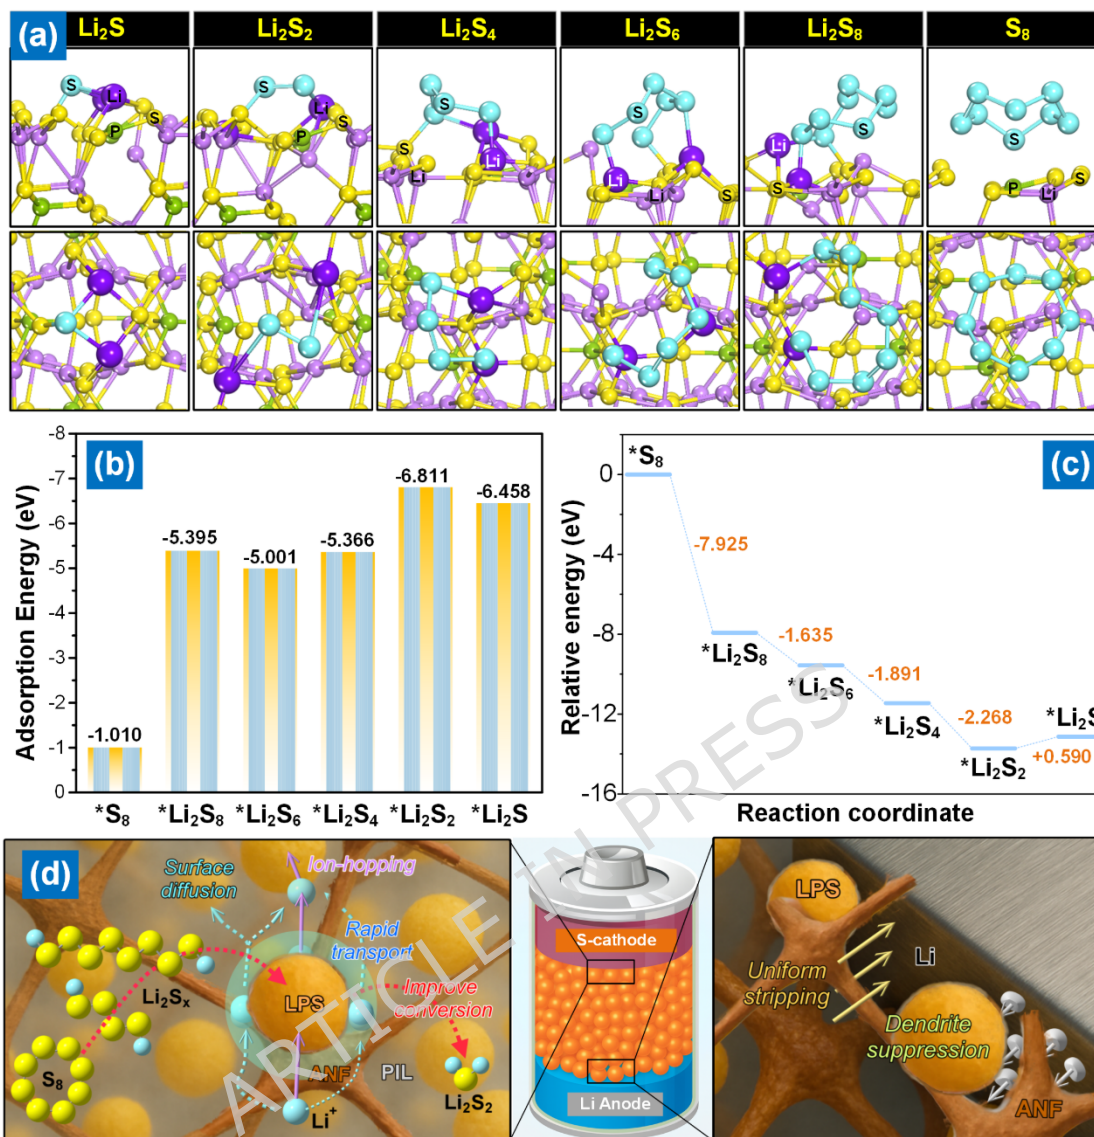 (a)
Li₂S
Li₂S₂
Li₂S₄
Li₂S₆
Li₂S₈
S₈
S
Li
S
P
S
Li
S
P
S
S
Li
Li
S
Li
Li
S
Li
S
S
S
P
Li
S
(b)
Adsorption Energy (eV)
-8
-7
-6
-5
-4
-3
-2
-1
0
-1.010
-5.395
-5.001
-5.366
-6.811
-6.458
*S₈
*Li₂S₈
*Li₂S₆
*Li₂S₄
*Li₂S₂
*Li₂S
(c)
Relative energy (eV)
0
-4
-8
-12
-16
*S₈
-7.925
*Li₂S₈
-1.635
*Li₂S₆
-1.891
*Li₂S₄
-2.268
*Li₂S₂
*Li₂S
+0.590
Reaction coordinate
(d)
Surface
diffusion
Ion-hopping
Rapid
transport
Li₂Sₓ
LPS
Improve
conversion
S₈
ANF
PIL
Li⁺
Li₂S₂
S-cathode
Li Anode
LPS
Li
Uniform
stripping
Dendrite
suppression
ANF
ARTICLE IN PRESS